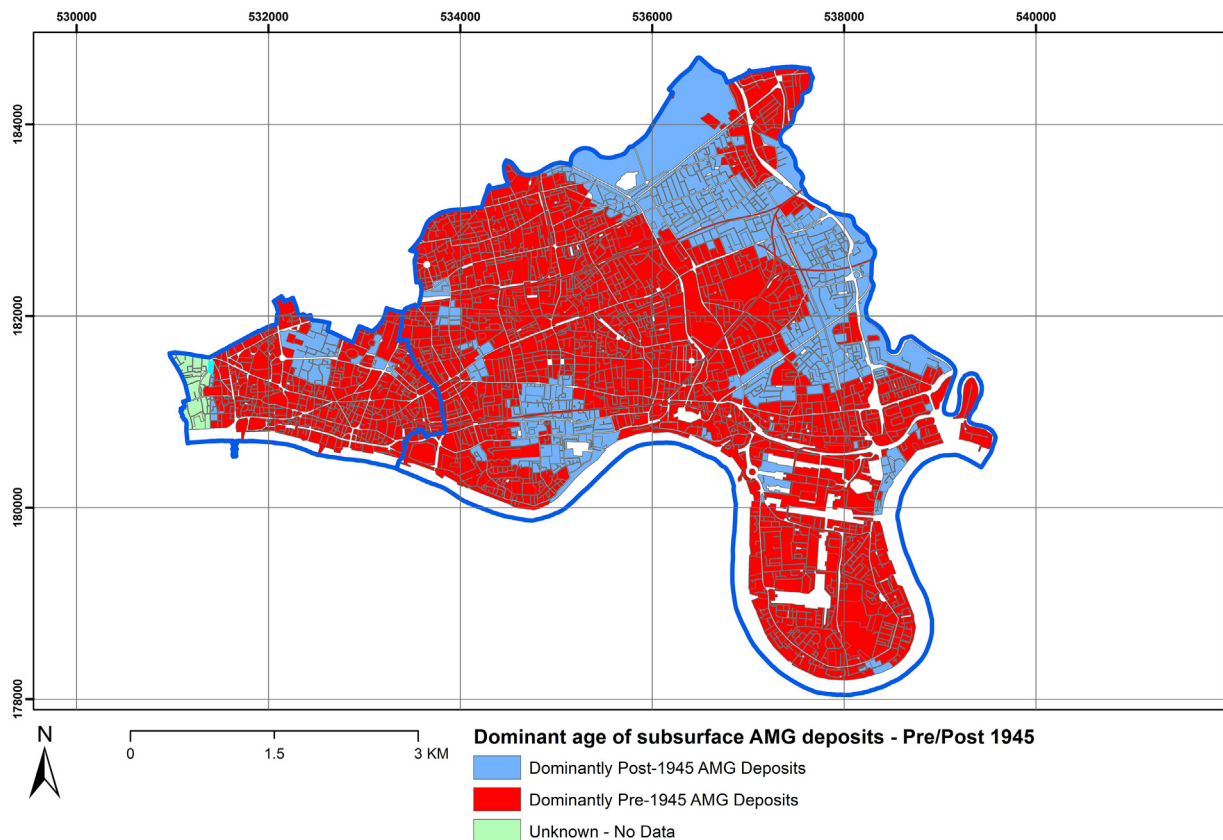 530000 532000 534000 536000 538000 540000
184000
182000
180000
178000
N
0 1.5 3 KM
Dominant age of subsurface AMG deposits - Pre/Post 1945
Dominantly Post-1945 AMG Deposits
Dominantly Pre-1945 AMG Deposits
Unknown - No Data